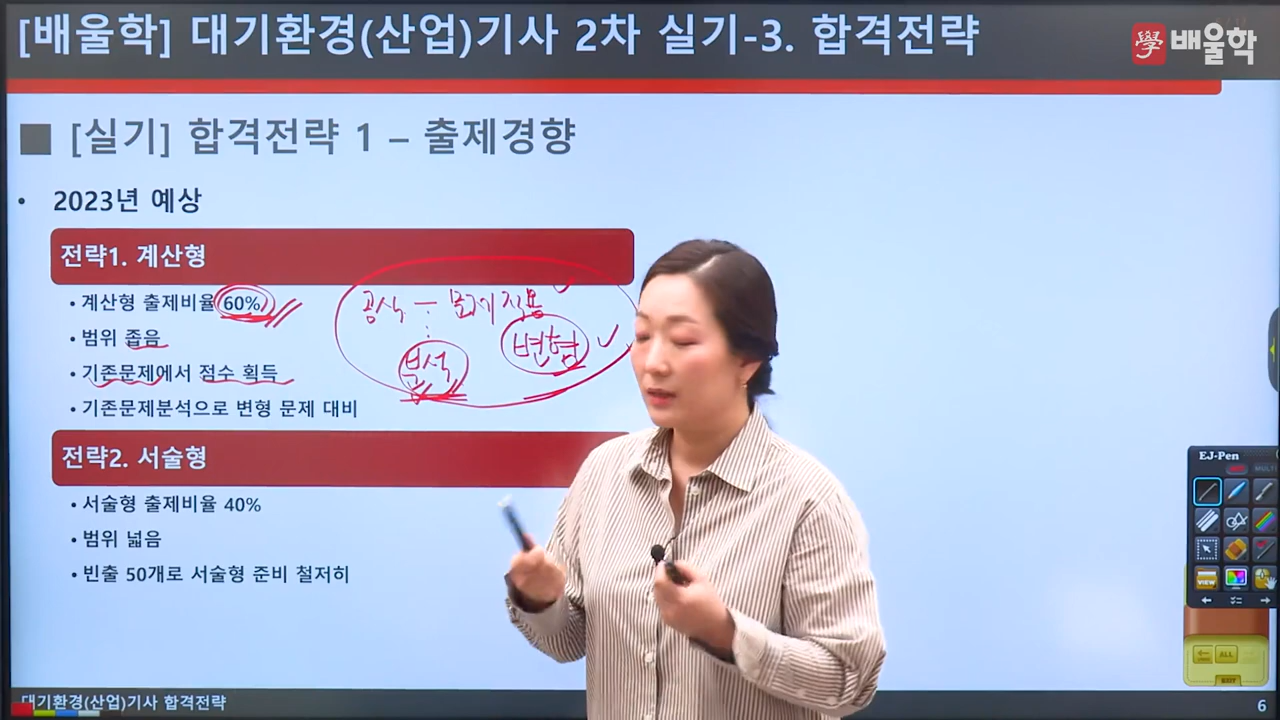 [배울학] 대기환경(산업)기사 2차 실기-3. 합격전략
學 배울학
■ [실기] 합격전략 1 – 출제경향
• 2023년 예상
전략1. 계산형
• 계산형 출제비율 60%
• 범위 좁음
• 기존문제에서 점수 획득
• 기존문제분석으로 변형 문제 대비
공식 – 문제 적용
분석
변형
전략2. 서술형
• 서술형 출제비율 40%
• 범위 넓음
• 빈출 50개로 서술형 준비 철저히
EJ-Pen
MULTI
VIEW
ALL
EXIT
대기환경(산업)기사 합격전략
6